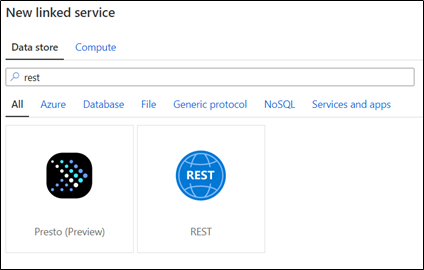 New linked service
Data store Compute
rest
All Azure Database File Generic protocol NoSQL Services and apps
REST
Presto (Preview) REST